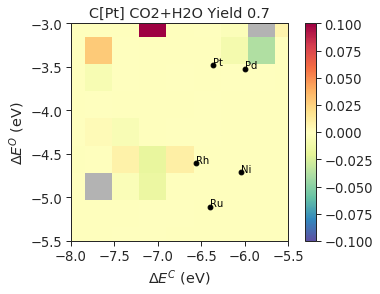 C[Pt] CO2+H2O Yield 0.7
ΔE^O (eV)
−3.0
−3.5
−4.0
−4.5
−5.0
−5.5
Pt
Pd
Rh
Ni
Ru
−8.0 −7.5 −7.0 −6.5 −6.0 −5.5
ΔE^C (eV)
0.100
0.075
0.050
0.025
0.000
−0.025
−0.050
−0.075
−0.100